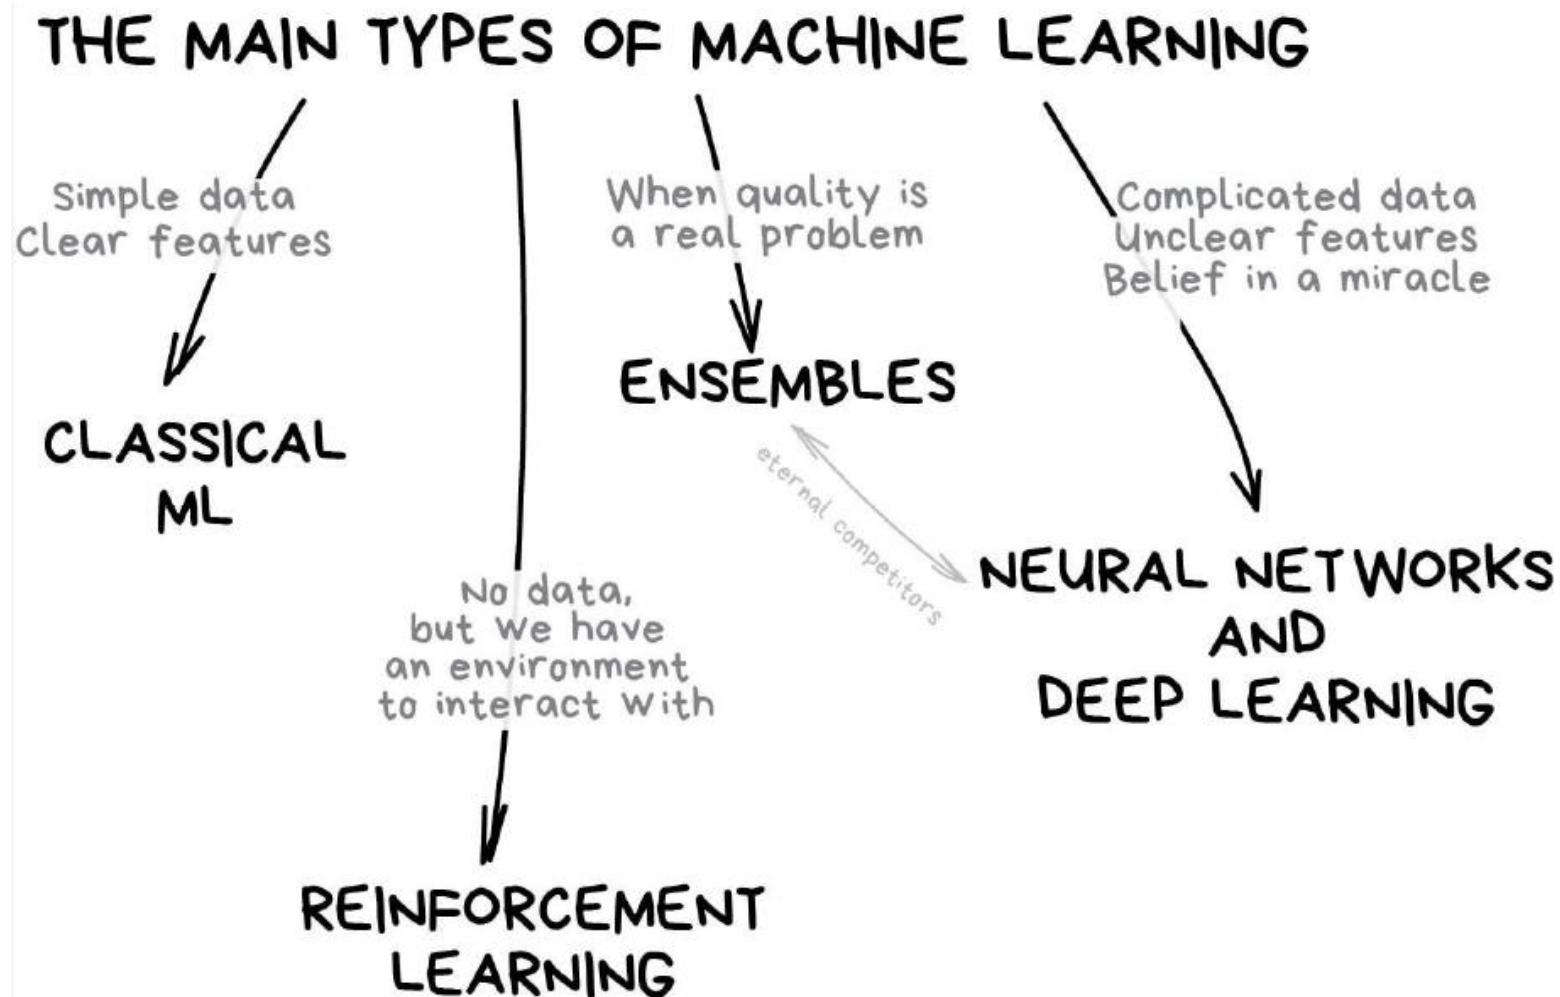 THE MAIN TYPES OF MACHINE LEARNING
Simple data
Clear features
CLASSICAL
ML
No data,
but we have
an environment
to interact with
REINFORCEMENT
LEARNING
When quality is
a real problem
ENSEMBLES
eternal competitors
Complicated data
Unclear features
Belief in a miracle
NEURAL NETWORKS
AND
DEEP LEARNING